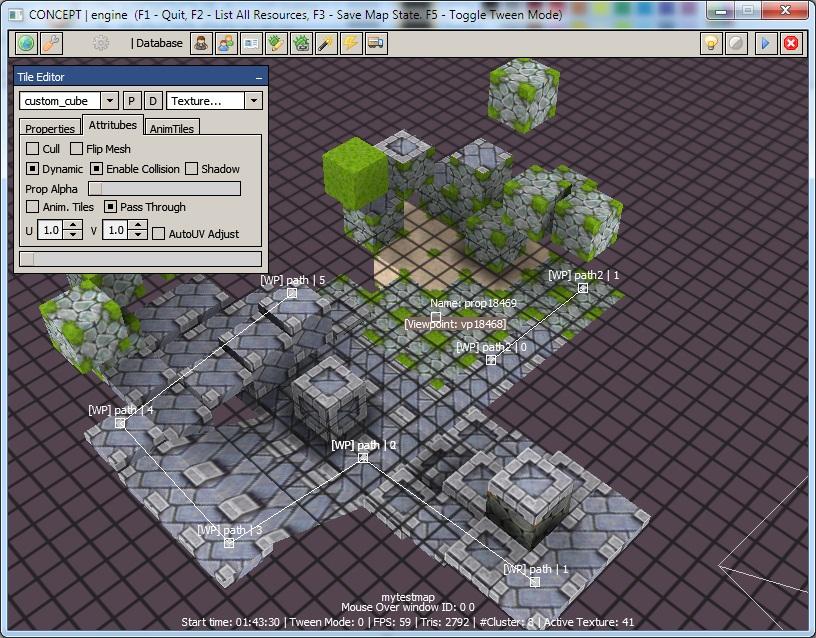 CONCEPT | engine (F1 - Quit, F2 - List All Resources, F3 - Save Map State. F5 - Toggle Tween Mode)
| Database
Tile Editor
custom_cube P D Texture...
Properties Attritubes AnimTiles
Cull Flip Mesh
Dynamic Enable Collision Shadow
Prop Alpha
Anim. Tiles Pass Through
U 1.0 V 1.0 AutoUV Adjust
[WP] path | 5
[WP] path2 | 1
Name: prop18469
[Viewpoint: vp18468]
[WP] path2 | 0
[WP] path | 4
[WP] path |
[WP] path | 3
[WP] path | 1
mytestmap
Mouse Over window ID: 0 0
Start time: 01:43:30 | Tween Mode: 0 | FPS: 59 | Tris: 2792 | #Cluster: 8 | Active Texture: 41